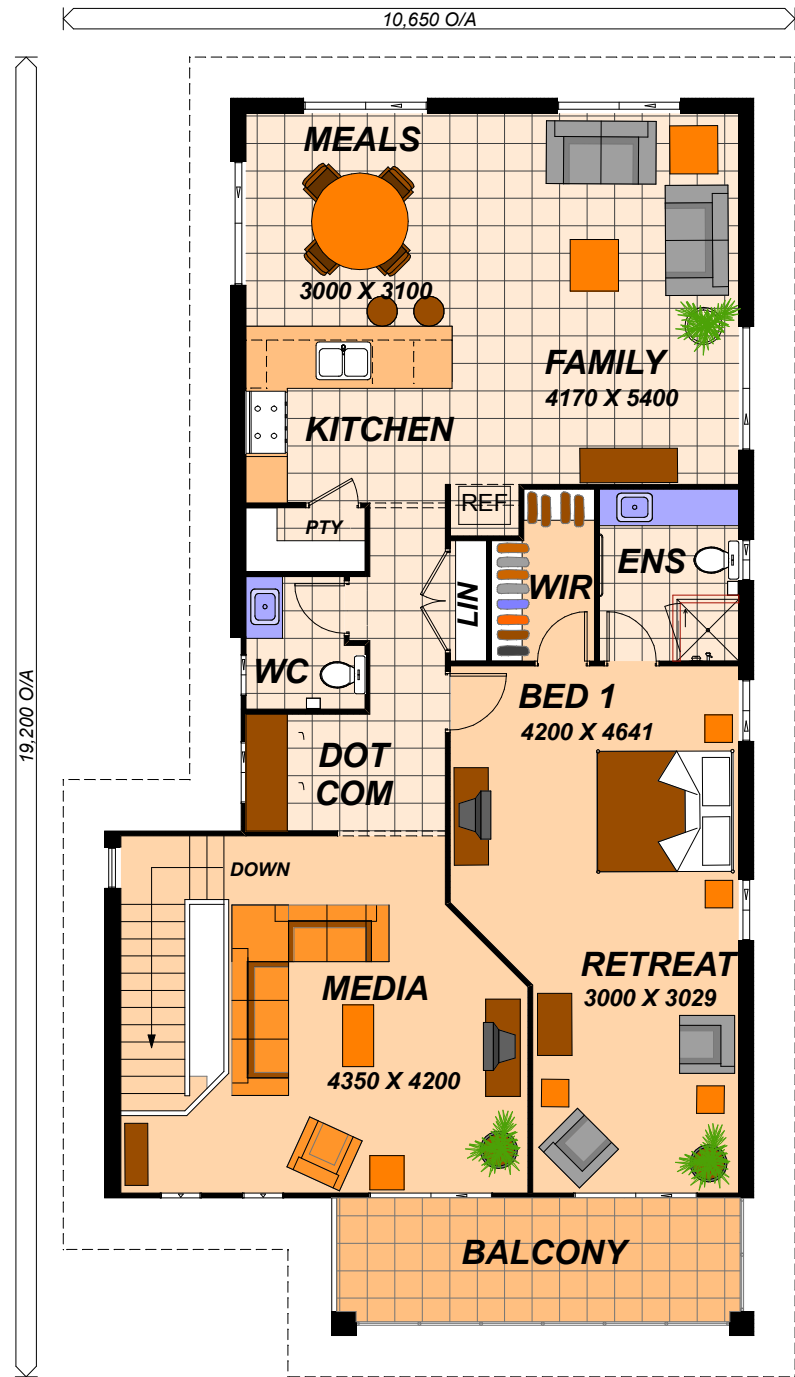 10,650 O/A
19,200 O/A
MEALS
3000 X 3100
FAMILY
4170 X 5400
KITCHEN
REF
PTY
LIN
WIR
ENS
WC
BED 1
4200 X 4641
DOT
COM
DOWN
RETREAT
3000 X 3029
MEDIA
4350 X 4200
BALCONY